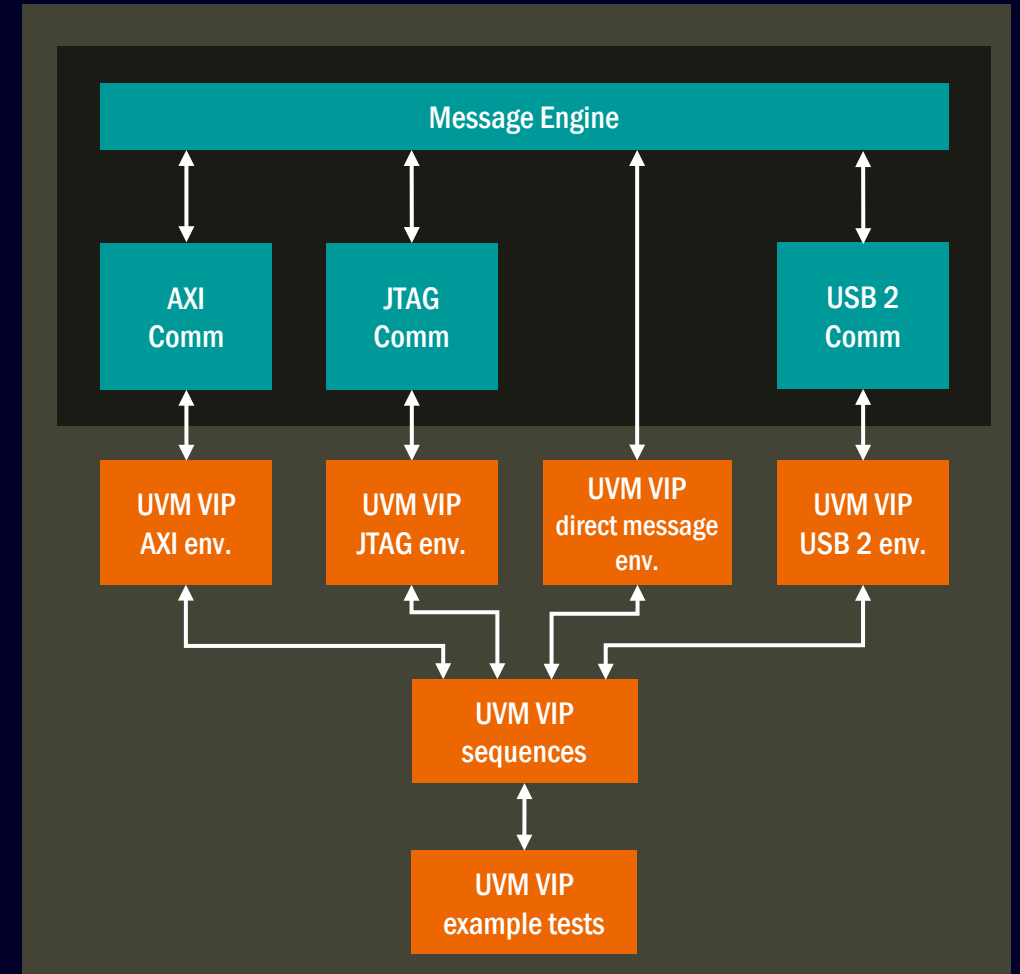 Message Engine
AXI
Comm
JTAG
Comm
USB 2
Comm
UVM VIP
AXI env.
UVM VIP
JTAG env.
UVM VIP
direct message
env.
UVM VIP
USB 2 env.
UVM VIP
sequences
UVM VIP
example tests